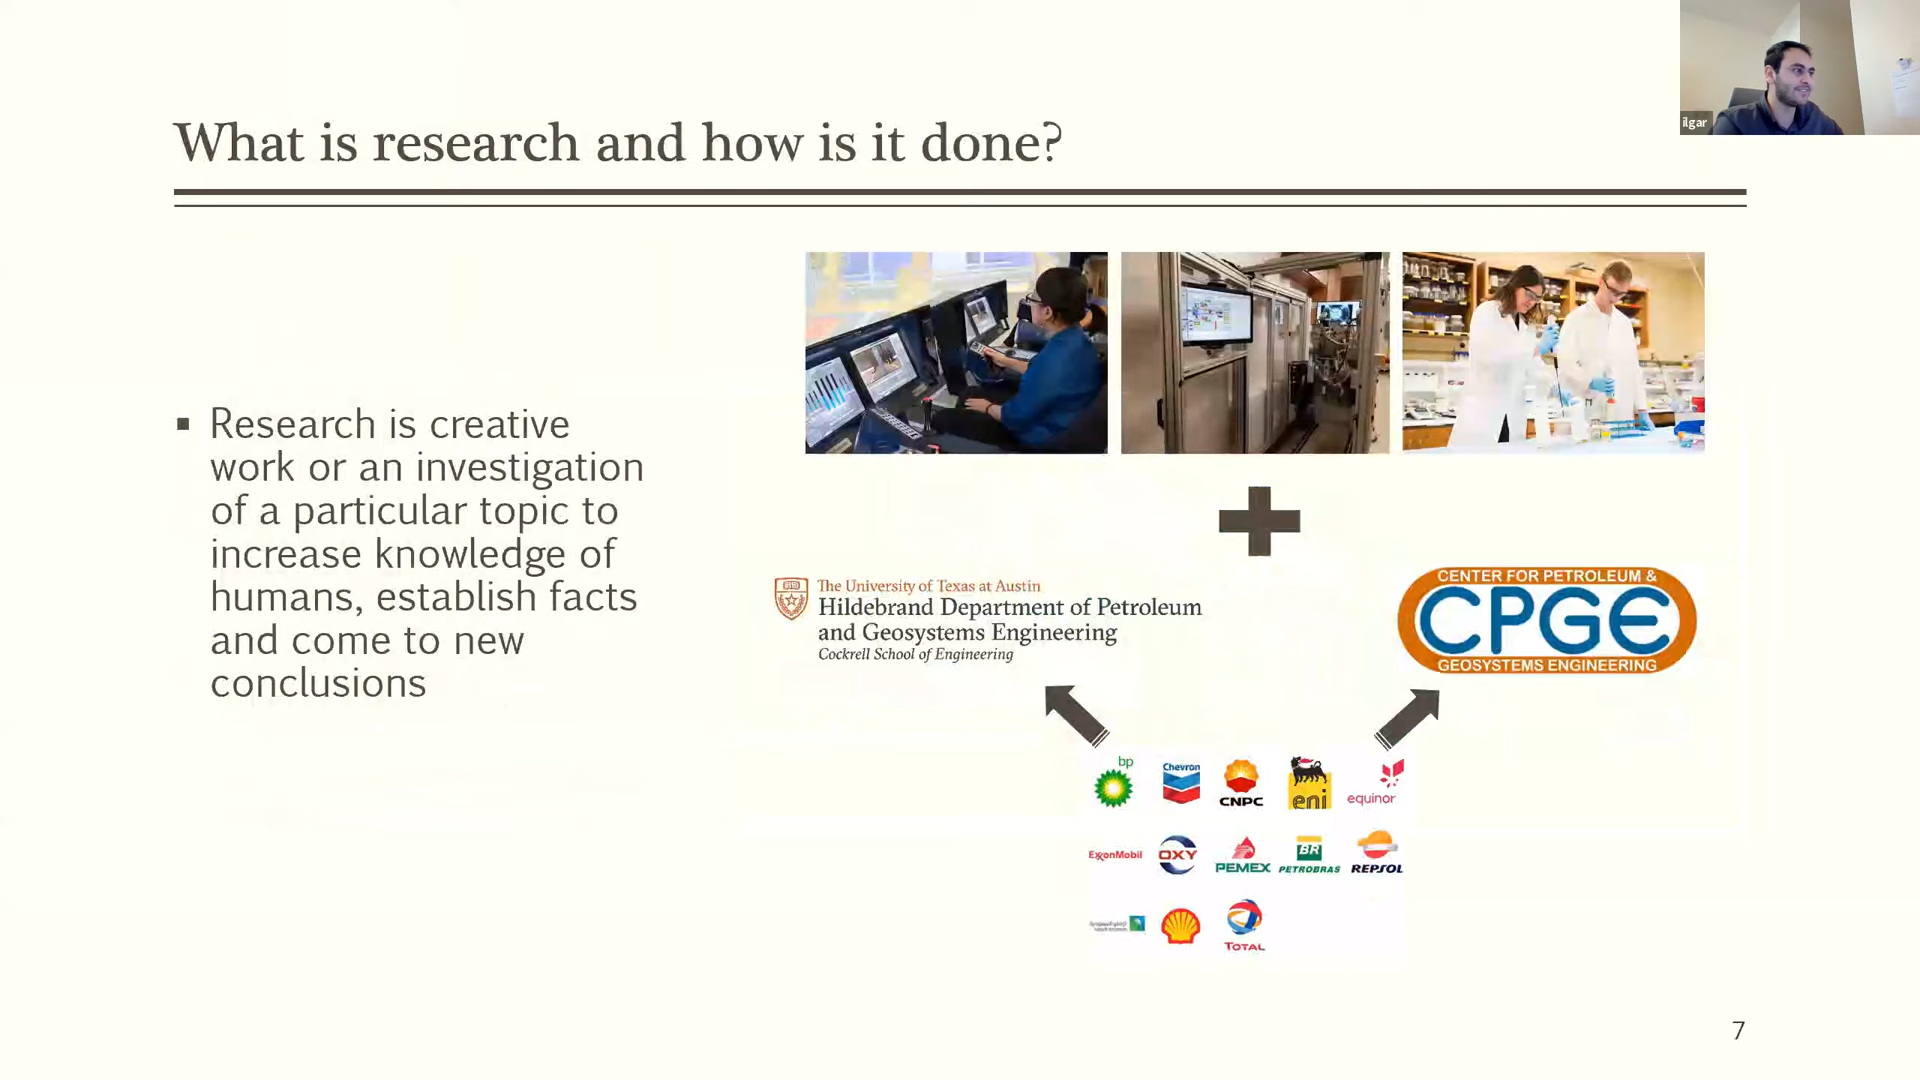 ilgar
What is research and how is it done?
▪ Research is creative
work or an investigation
of a particular topic to
increase knowledge of
humans, establish facts
and come to new
conclusions
The University of Texas at Austin
Hildebrand Department of Petroleum
and Geosystems Engineering
Cockrell School of Engineering
CENTER FOR PETROLEUM &
CPGE
GEOSYSTEMS ENGINEERING
bp
Chevron
CNPC
eni
equinor
ExxonMobil
OXY
PEMEX
BR
PETROBRAS
REPSOL
TOTAL
7